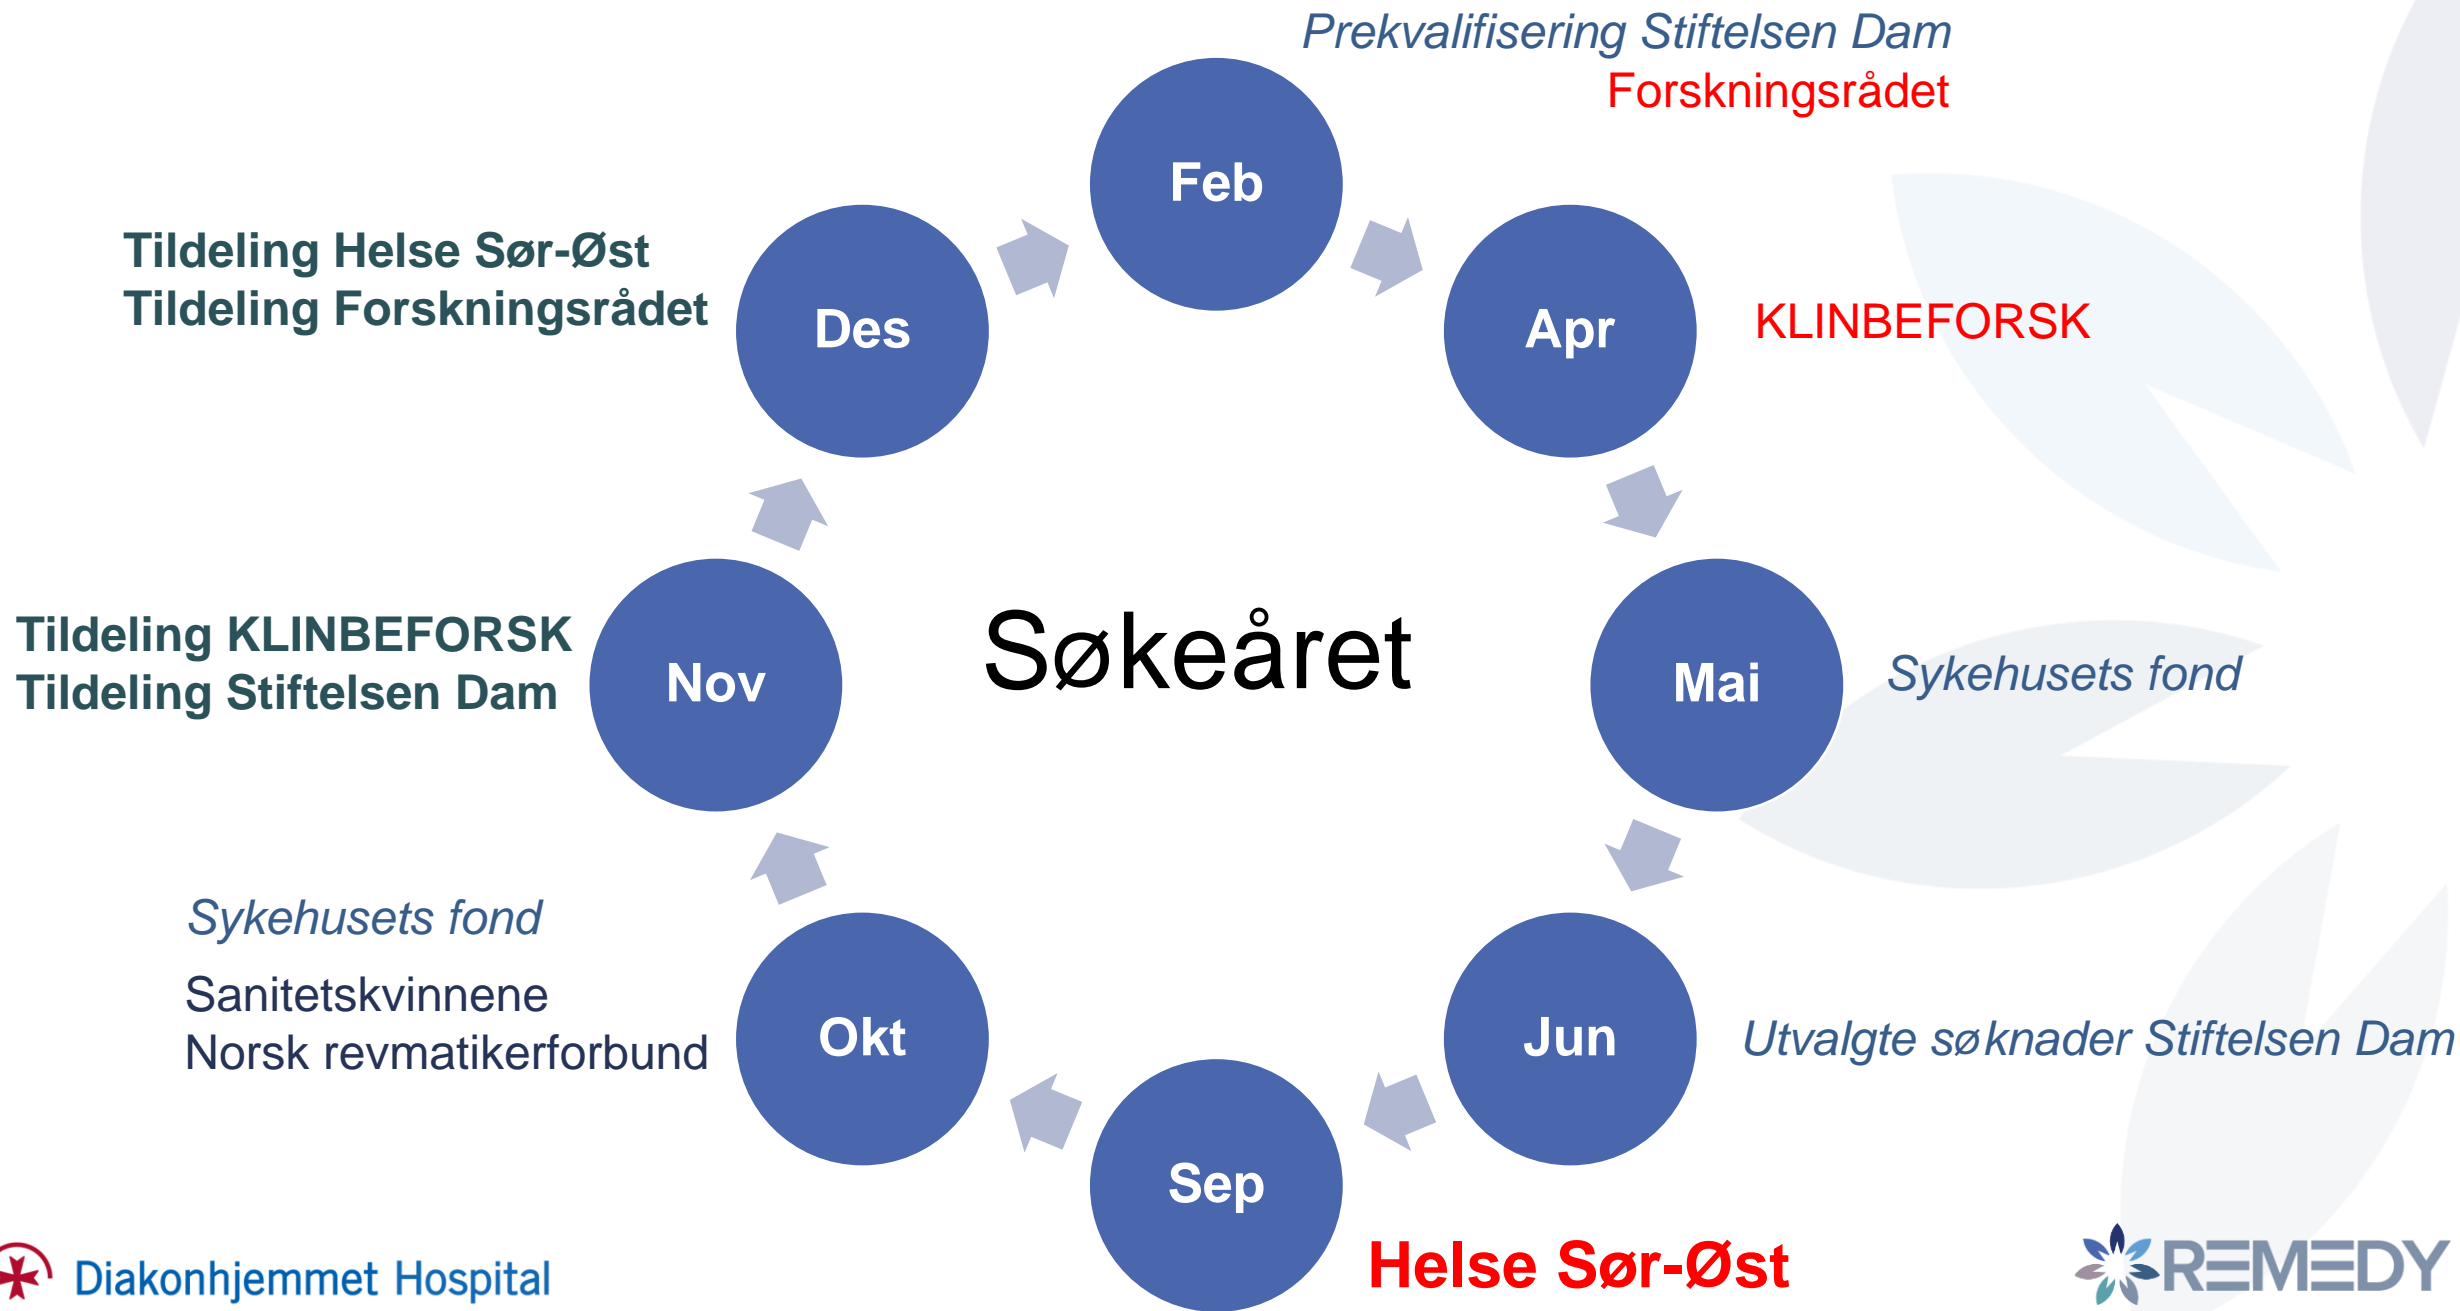 Prekvalifisering Stiftelsen Dam
Forskningsrådet
Feb
Apr
KLINBEFORSK
Mai
Sykehusets fond
Jun
Utvalgte søknader Stiftelsen Dam
Sep
Helse Sør-Øst
Okt
Sykehusets fond
Sanitetskvinnene
Norsk revmatikerforbund
Nov
Tildeling KLINBEFORSK
Tildeling Stiftelsen Dam
Des
Tildeling Helse Sør-Øst
Tildeling Forskningsrådet
Søkeåret
Diakonhjemmet Hospital
REMEDY